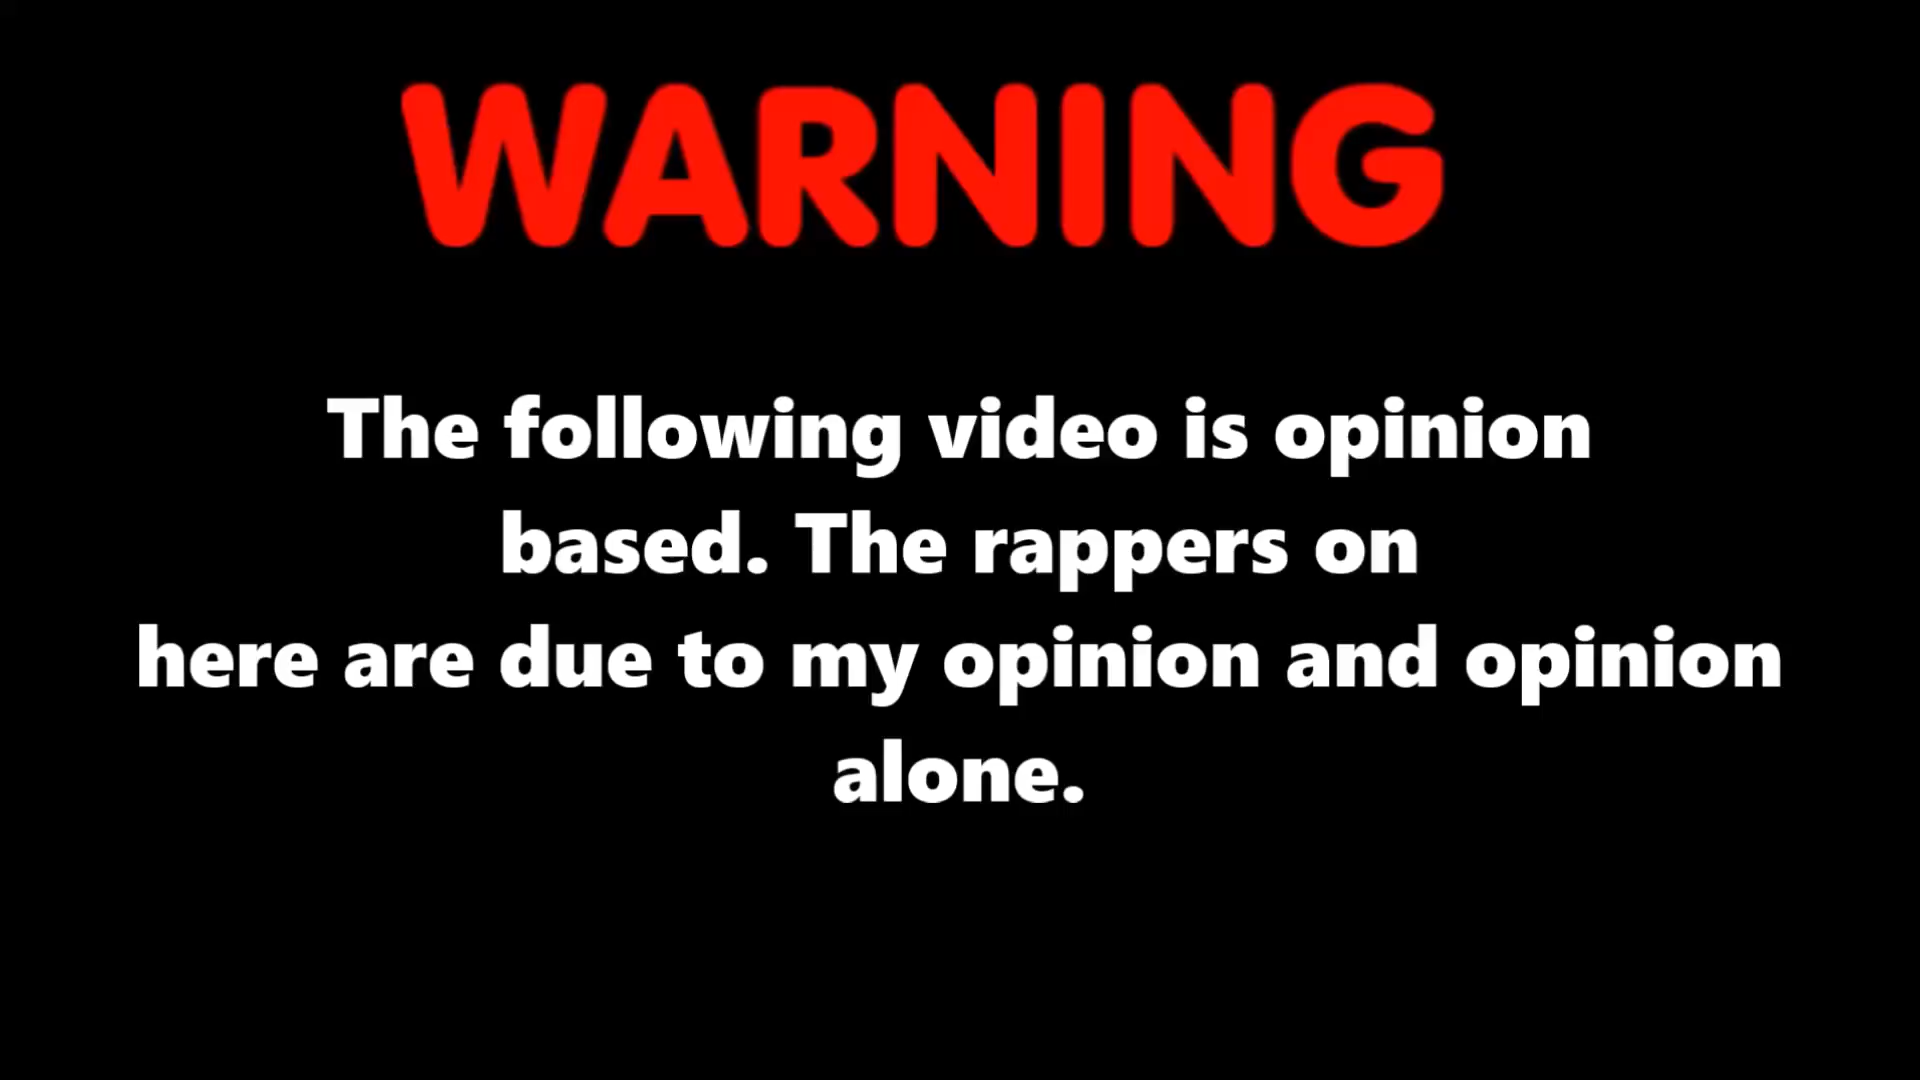 WARNING
The following video is opinion
based. The rappers on
here are due to my opinion and opinion
alone.